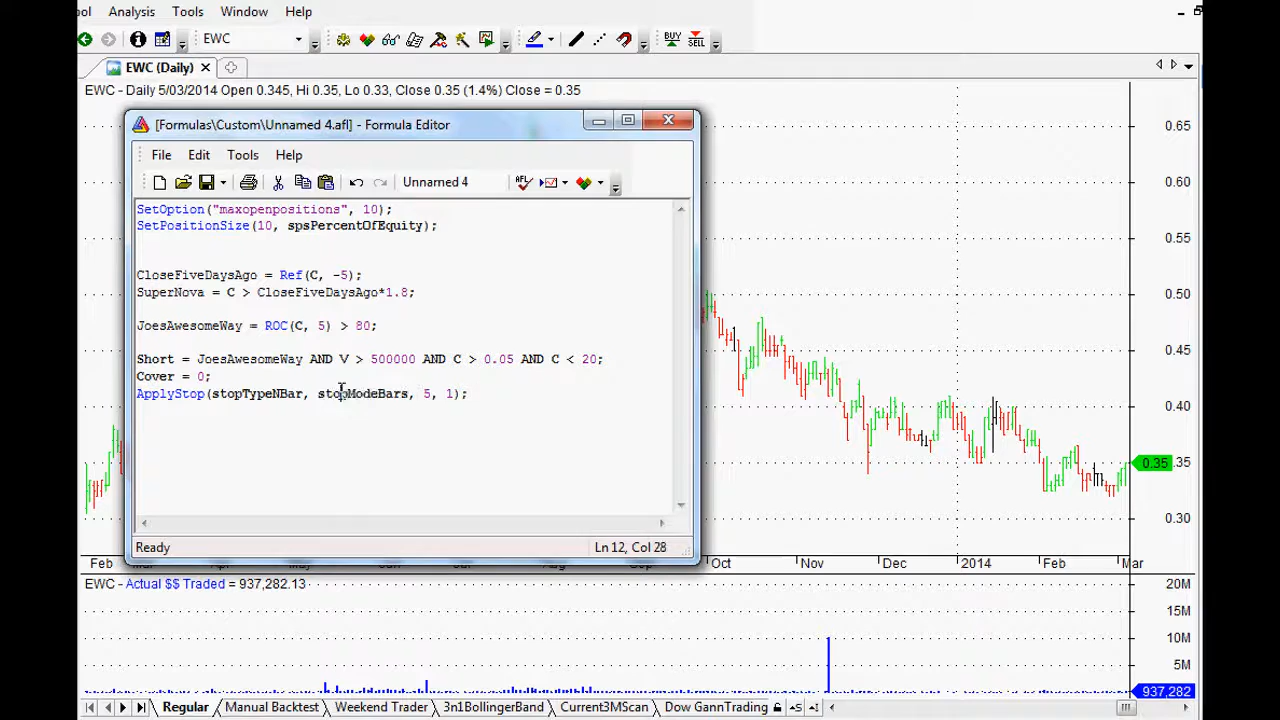 ol Analysis Tools Window Help
EWC BUY SELL
EWC (Daily)
EWC - Daily 5/03/2014 Open 0.345, Hi 0.35, Lo 0.33, Close 0.35 (1.4%) Close = 0.35
[Formulas\Custom\Unnamed 4.afl] - Formula Editor
File Edit Tools Help
AFL Unnamed 4
SetOption("maxopenpositions", 10);
SetPositionSize(10, spsPercentOfEquity);
CloseFiveDaysAgo = Ref(C, -5);
SuperNova = C > CloseFiveDaysAgo*1.8;
JoesAwesomeWay = ROC(C, 5) > 80;
Short = JoesAwesomeWay AND V > 500000 AND C > 0.05 AND C < 20;
Cover = 0;
ApplyStop(stopTypeNBar, stopModeBars, 5, 1);
Ready Ln 12, Col 28
0.65
0.60
0.55
0.50
0.45
0.40
0.35
0.35
0.30
Feb Oct Nov Dec 2014 Feb Mar
EWC - Actual $$ Traded = 937,282.13
20M
15M
10M
5M
937,282
Regular Manual Backtest Weekend Trader 3n1BollingerBand Current3MScan Dow GannTrading